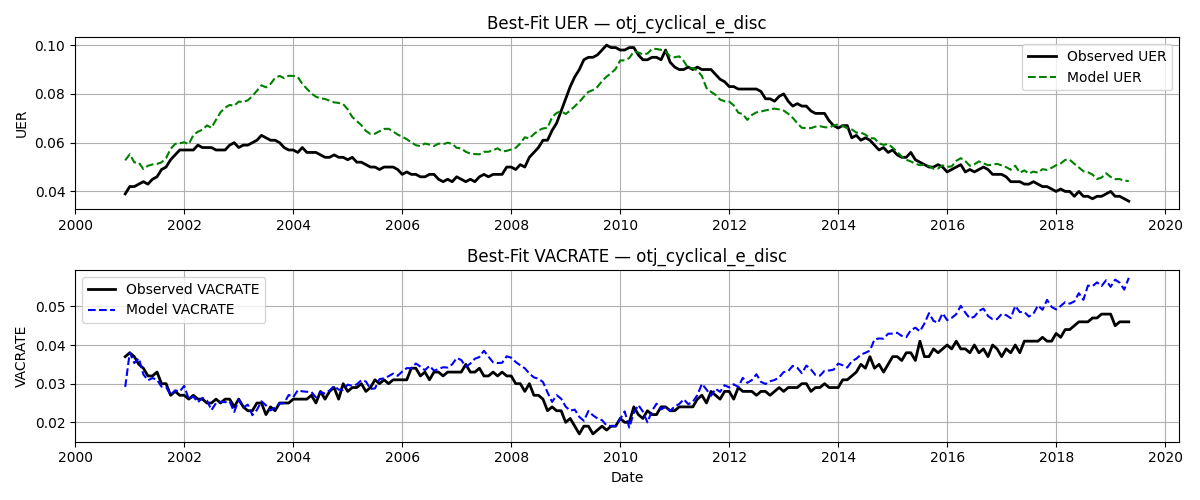 Best-Fit UER — otj_cyclical_e_disc
UER
0.10
0.08
0.06
0.04
Observed UER
Model UER
2000 2002 2004 2006 2008 2010 2012 2014 2016 2018 2020
Best-Fit VACRATE — otj_cyclical_e_disc
VACRATE
0.05
0.04
0.03
0.02
Observed VACRATE
Model VACRATE
2000 2002 2004 2006 2008 2010 2012 2014 2016 2018 2020
Date